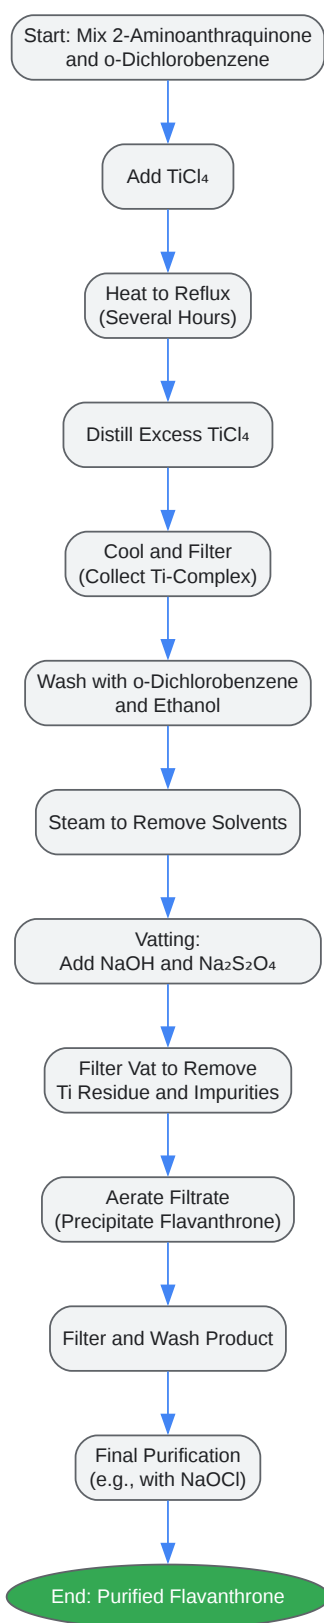 Start: Mix 2-Aminoanthraquinone
and o-Dichlorobenzene
Add TiCl₄
Heat to Reflux
(Several Hours)
Distill Excess TiCl₄
Cool and Filter
(Collect Ti-Complex)
Wash with o-Dichlorobenzene
and Ethanol
Steam to Remove Solvents
Vatting:
Add NaOH and Na₂S₂O₄
Filter Vat to Remove
Ti Residue and Impurities
Aerate Filtrate
(Precipitate Flavanthrone)
Filter and Wash Product
Final Purification
(e.g., with NaOCl)
End: Purified Flavanthrone